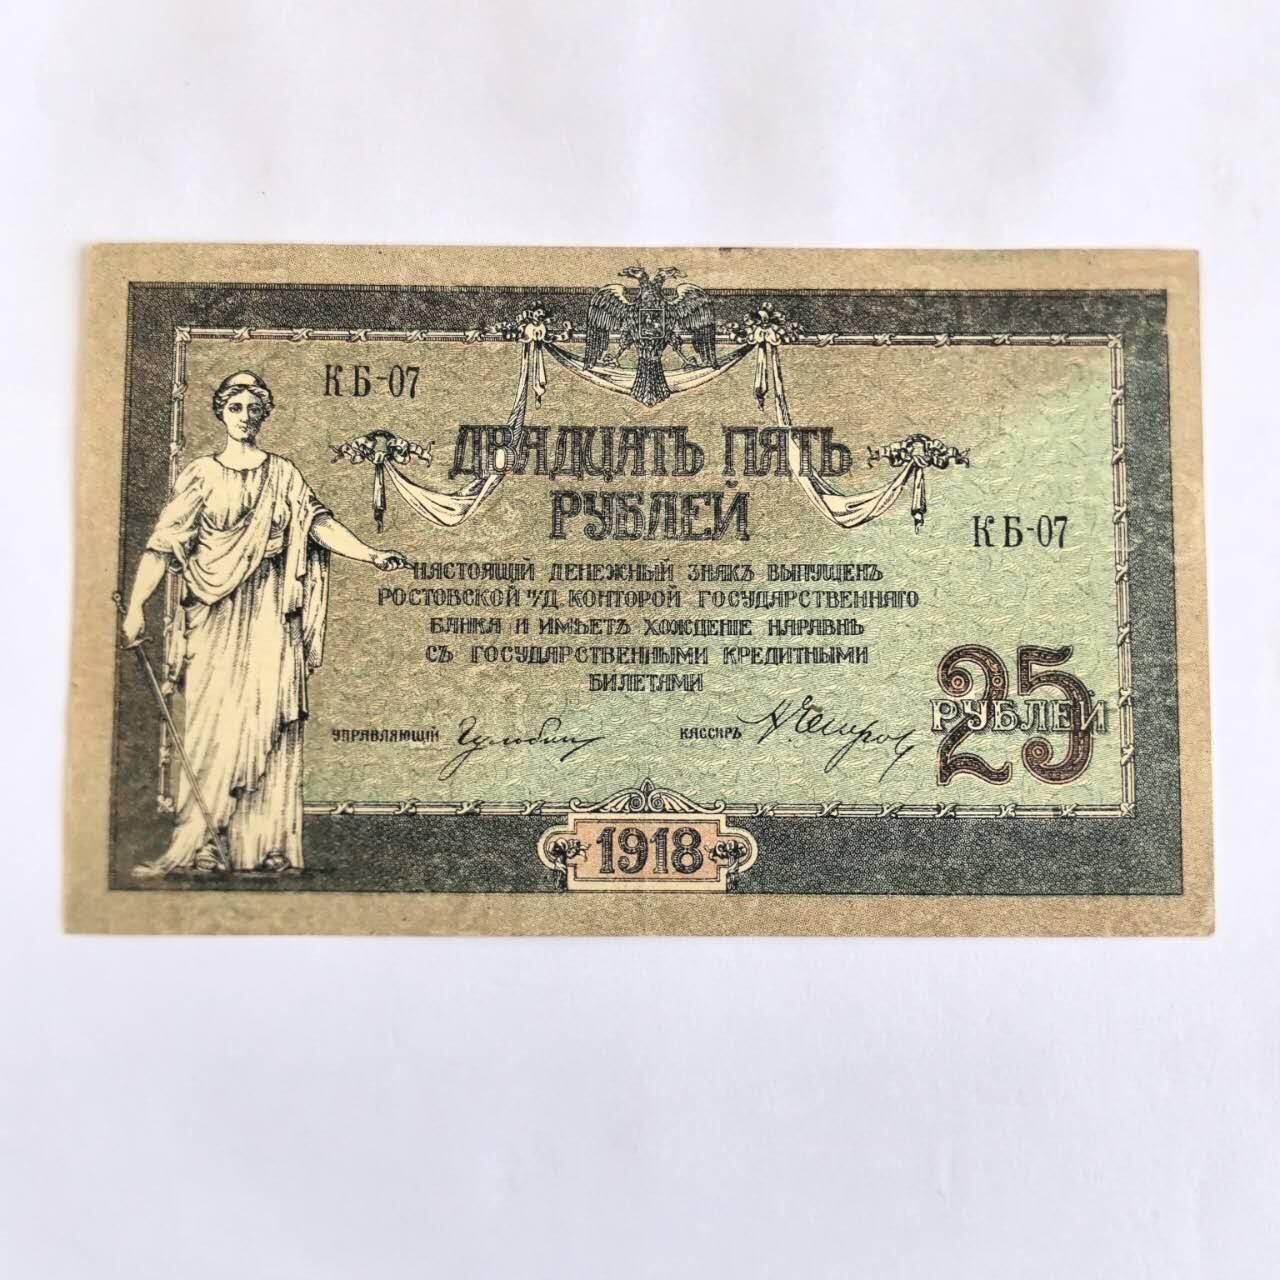 КБ-07
ДВАДЦАТЬ ПЯТЬ
РУБЛЕЙ
КБ-07
НАСТОЯЩІЙ ДЕНЕЖНЫЙ ЗНАКЪ ВЫПУЩЕНЪ
РОСТОВСКОЙ Н/Д. КОНТОРОЙ ГОСУДАРСТВЕННАГО
БАНКА И ИМѢЕТЪ ХОЖДЕНІЕ НАРАВНѢ
СЪ ГОСУДАРСТВЕННЫМИ КРЕДИТНЫМИ
БИЛЕТАМИ
УПРАВЛЯЮЩІЙ
КАССИРЪ
25
РУБЛЕЙ
1918